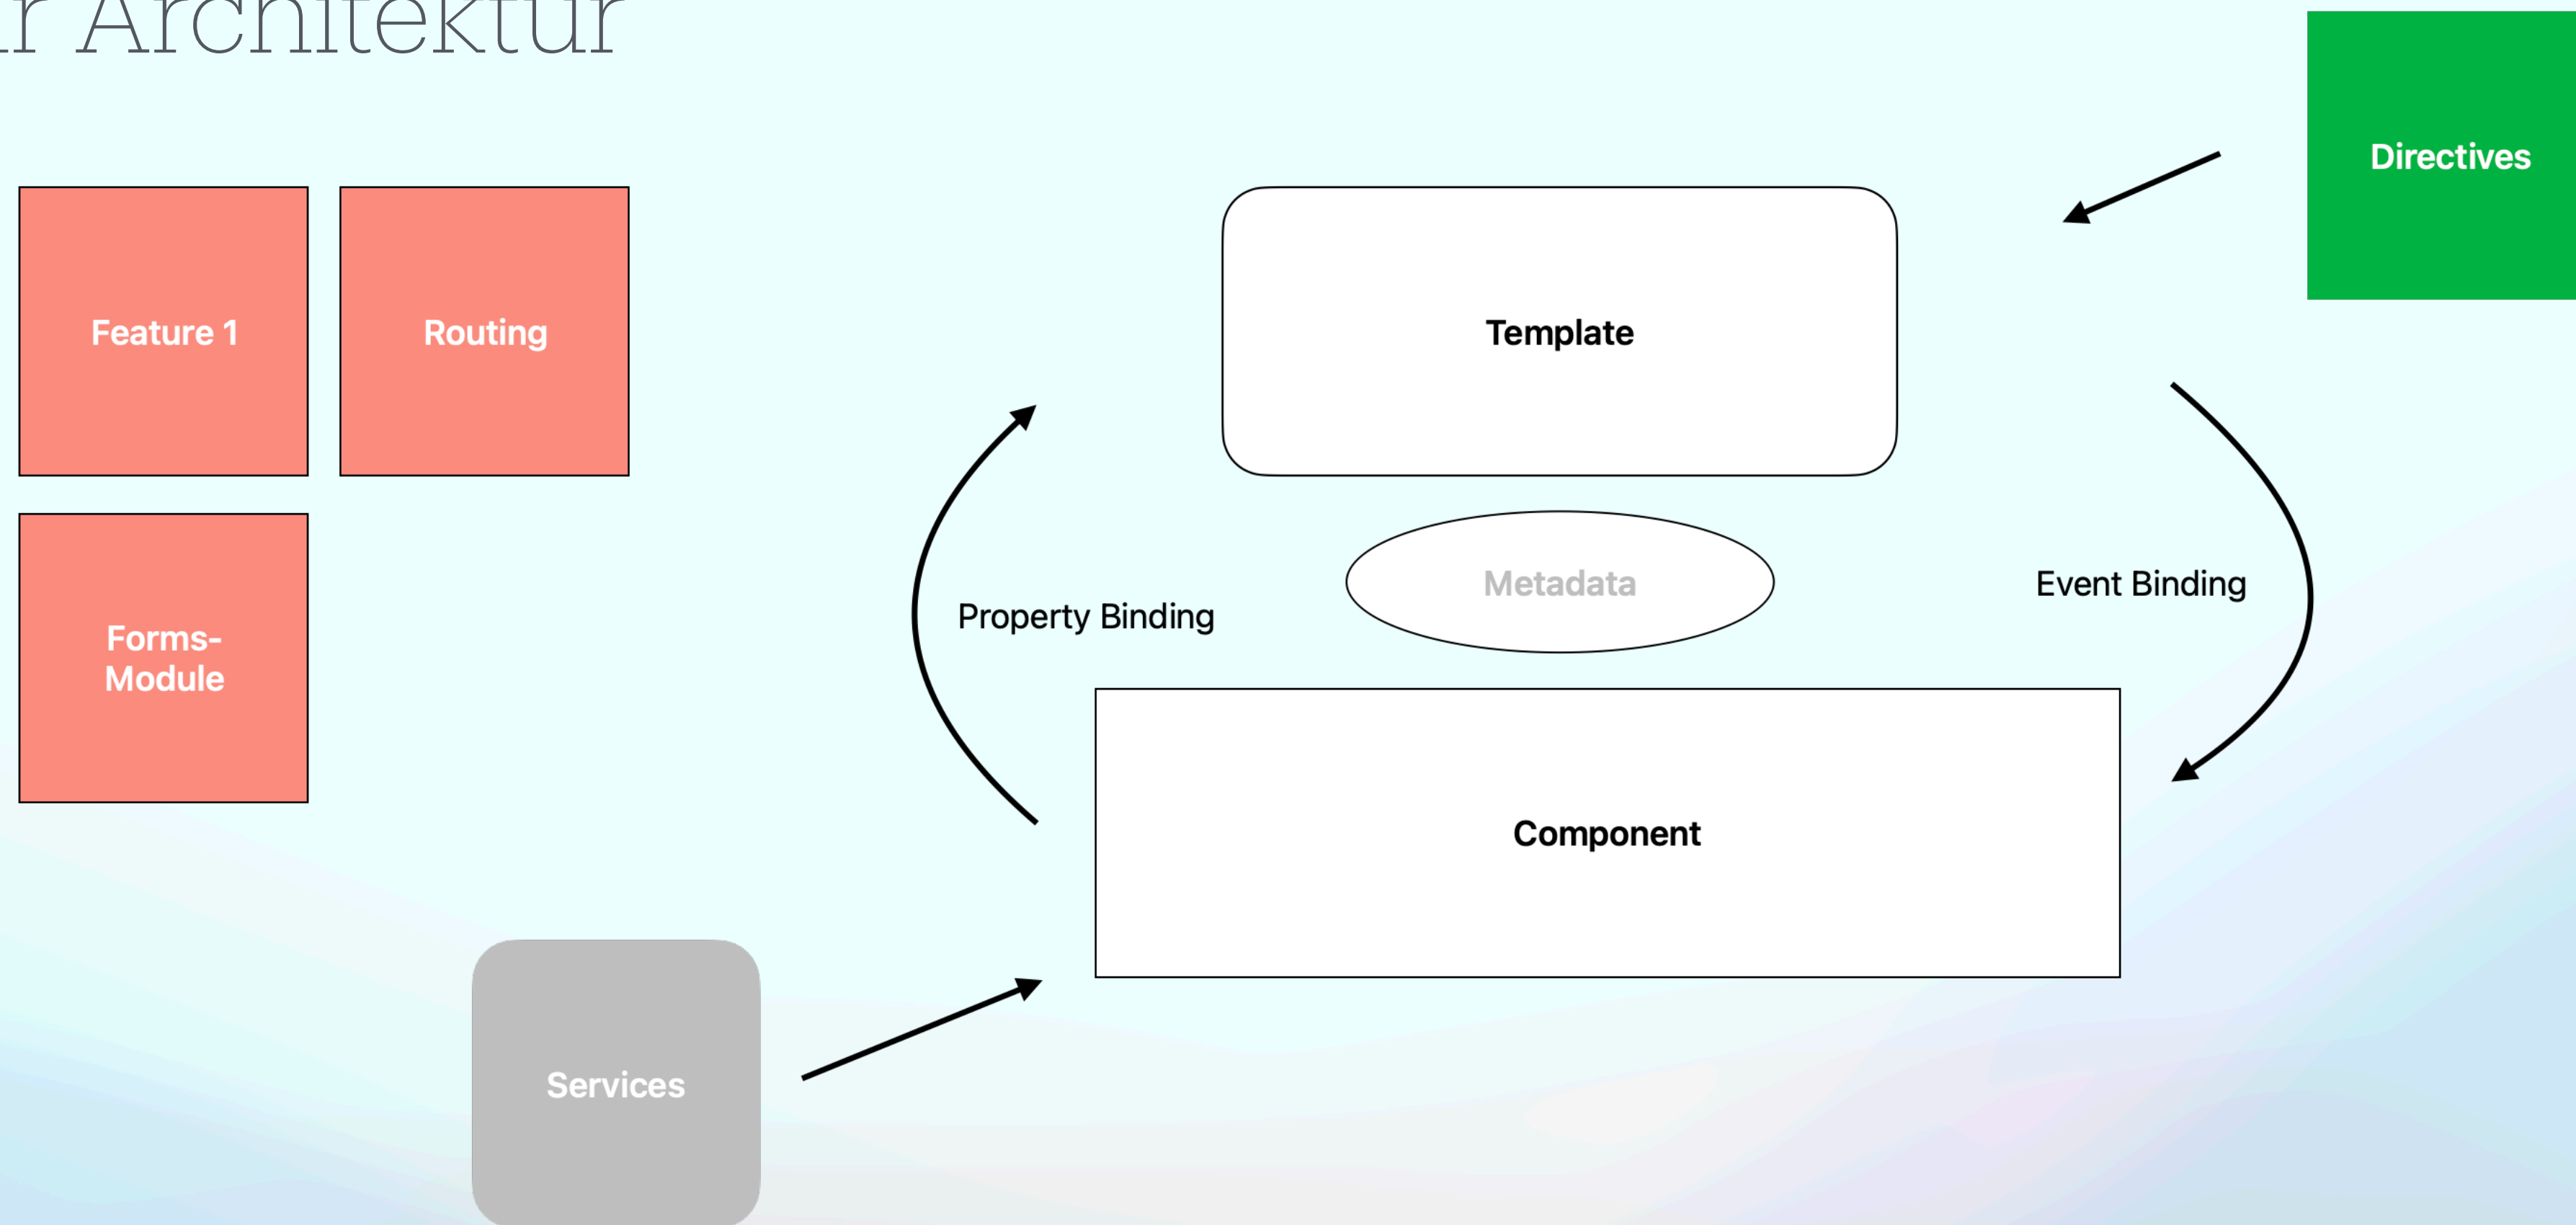 r Architektur
Directives
Feature 1
Routing
Template
Forms-
Module
Property Binding
Metadata
Event Binding
Component
Services